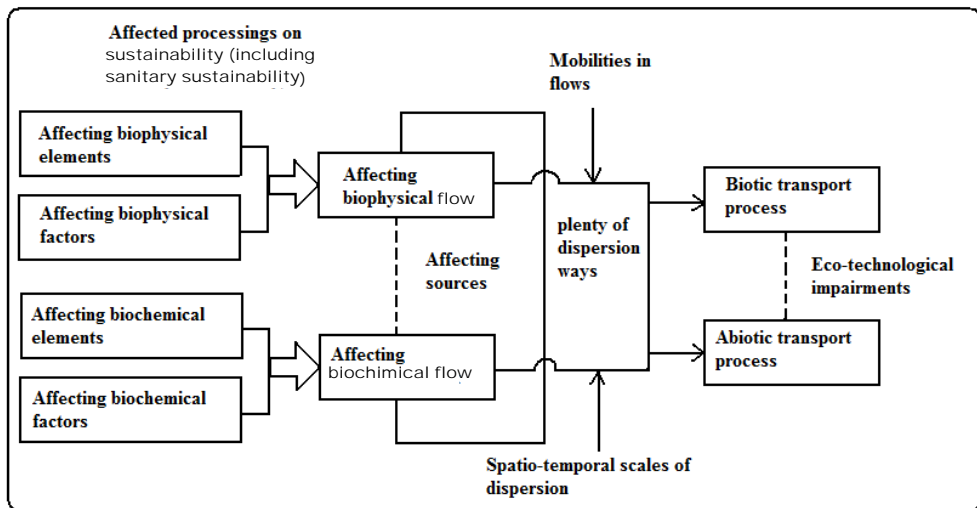 Affected processings on
sustainability (including
sanitary sustainability)
Affecting biophysical
elements
Affecting biophysical
factors
Affecting biochemical
elements
Affecting biochemical
factors
Affecting
biophysical flow
Affecting
sources
Affecting
biochimical flow
Mobilities in
flows
plenty of
dispersion
ways
Spatio-temporal scales of
dispersion
Biotic transport
process
Eco-technological
impairments
Abiotic transport
process